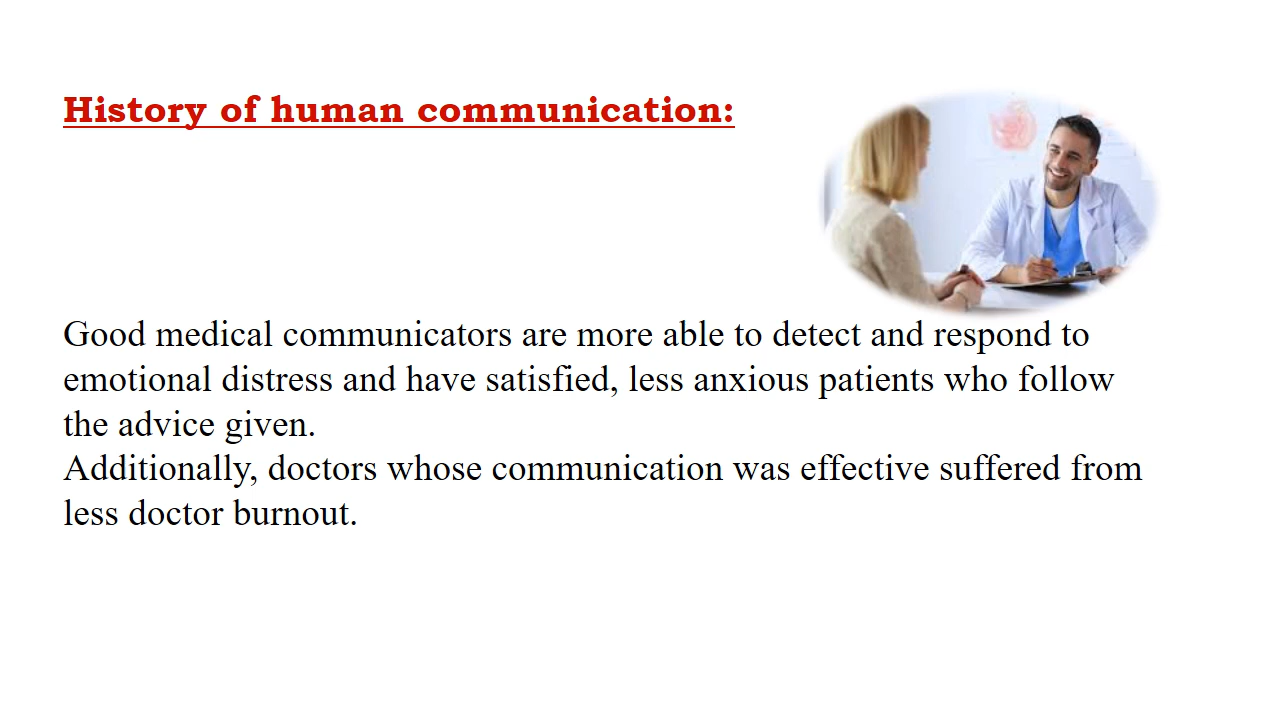 History of human communication:
Good medical communicators are more able to detect and respond to
emotional distress and have satisfied, less anxious patients who follow
the advice given.
Additionally, doctors whose communication was effective suffered from
less doctor burnout.